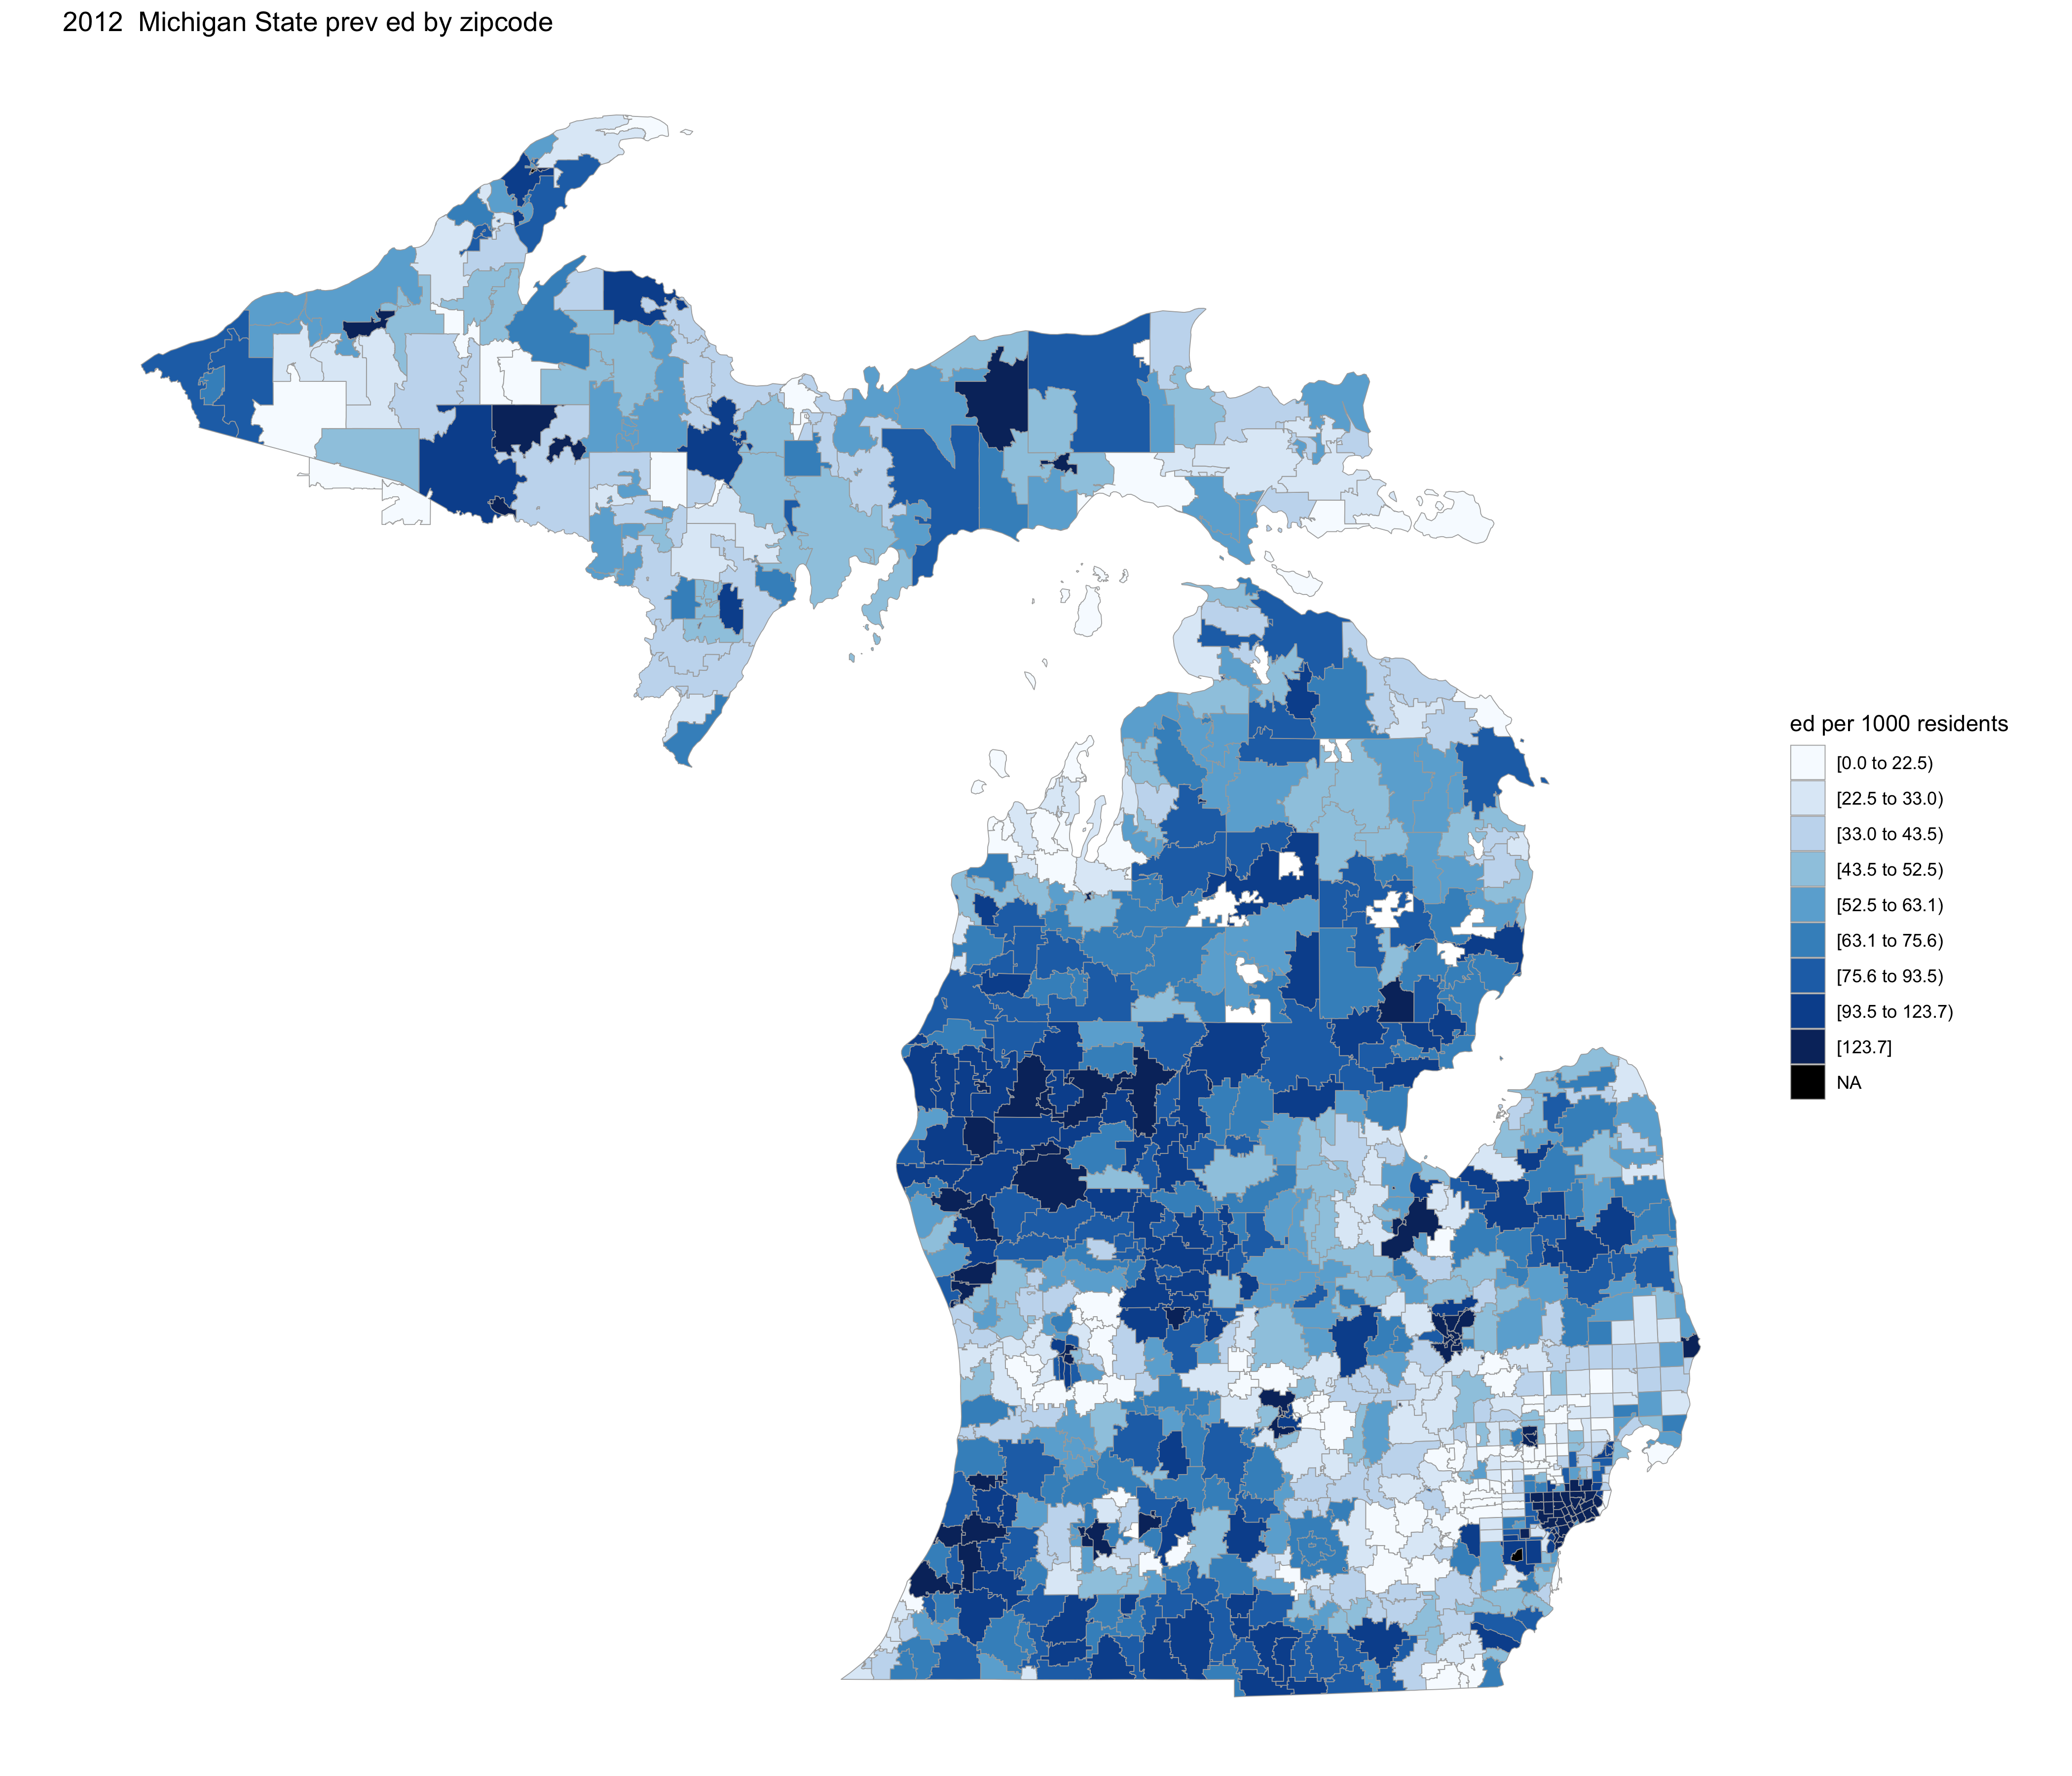 2012  Michigan State prev ed by zipcode
ed per 1000 residents
[0.0 to 22.5)
[22.5 to 33.0)
[33.0 to 43.5)
[43.5 to 52.5)
[52.5 to 63.1)
[63.1 to 75.6)
[75.6 to 93.5)
[93.5 to 123.7)
[123.7]
NA